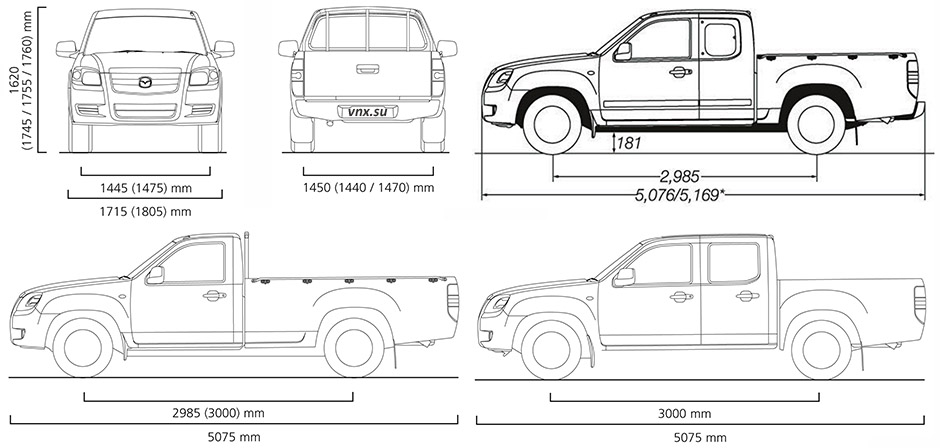 1620
(1745 / 1755 / 1760) mm
1445 (1475) mm
1715 (1805) mm
vnx.su
1450 (1440 / 1470) mm
181
2,985
5,076/5,169*
2985 (3000) mm
5075 mm
3000 mm
5075 mm